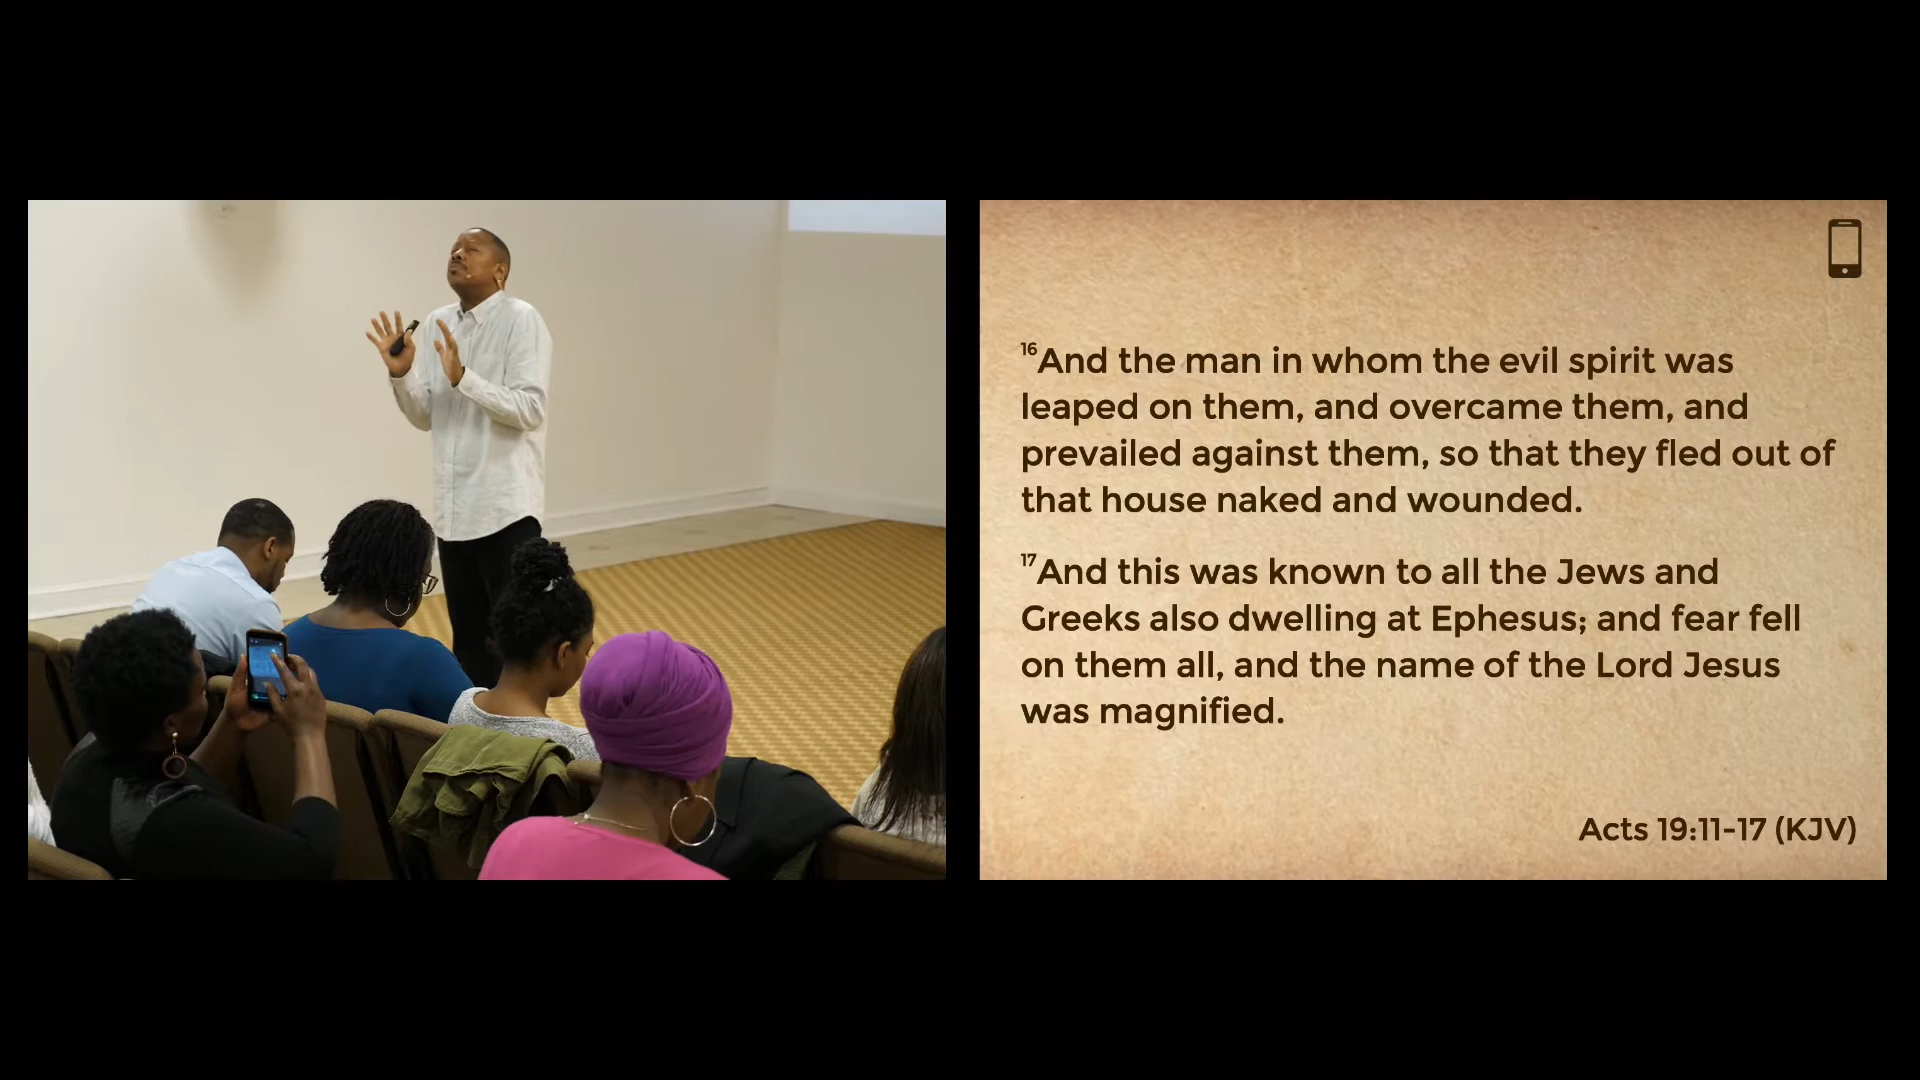 16And the man in whom the evil spirit was
leaped on them, and overcame them, and
prevailed against them, so that they fled out of
that house naked and wounded.
17And this was known to all the Jews and
Greeks also dwelling at Ephesus; and fear fell
on them all, and the name of the Lord Jesus
was magnified.
Acts 19:11-17 (KJV)